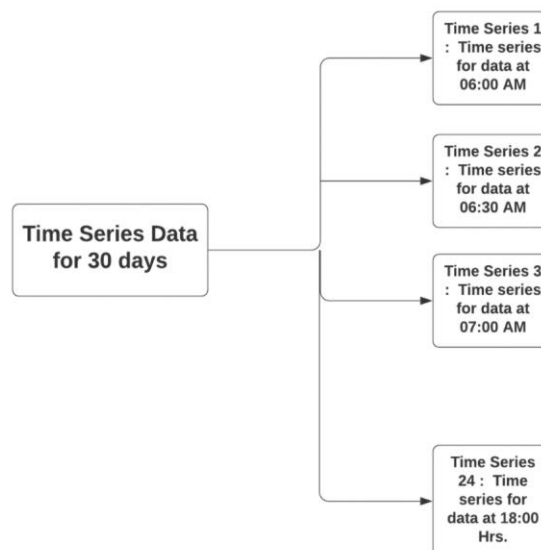 Time Series 1
: Time series
for data at
06:00 AM
Time Series 2
: Time series
for data at
06:30 AM
Time Series Data
for 30 days
Time Series 3
: Time series
for data at
07:00 AM
Time Series
24 : Time
series for
data at 18:00
Hrs.